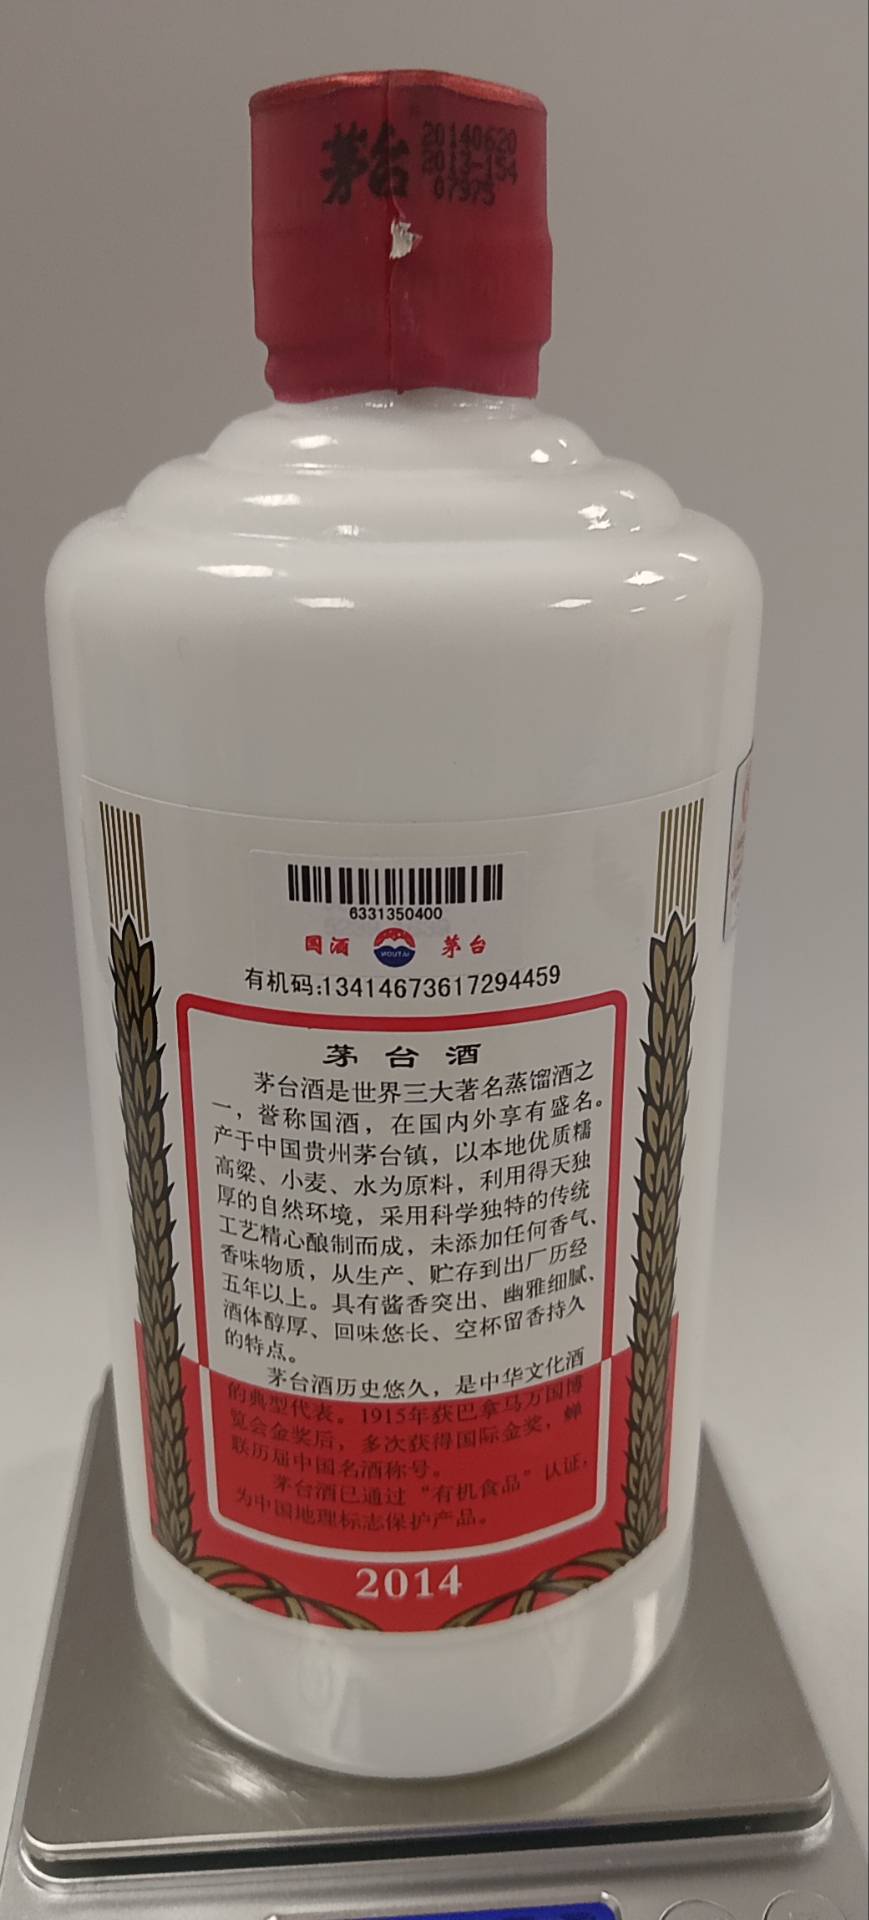 茅台
20140620
2013-154
07975
6331350400
国酒 MOUTAI 茅台
有机码:13414673617294459
茅台酒
茅台酒是世界三大著名蒸馏酒之
一，誉称国酒，在国内外享有盛名。
产于中国贵州茅台镇，以本地优质糯
高粱、小麦、水为原料，利用得天独
厚的自然环境，采用科学独特的传统
工艺精心酿制而成，未添加任何香气、
香味物质，从生产、贮存到出厂历经
五年以上。具有酱香突出、幽雅细腻、
酒体醇厚、回味悠长、空杯留香持久
的特点。
茅台酒历史悠久，是中华文化酒
的典型代表。1915年获巴拿马万国博
览会金奖后，多次获得国际金奖，蝉
联历届中国名酒称号。
茅台酒已通过“有机食品”认证，
为中国地理标志保护产品。
2014